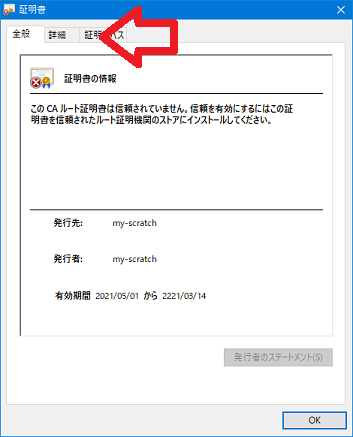 証明書
全般 詳細 証明 パス
証明書の情報
この CA ルート証明書は信頼されていません。信頼を有効にするにはこの証
明書を信頼されたルート証明機関のストアにインストールしてください。
発行先: my-scratch
発行者: my-scratch
有効期間 2021/05/01 から 2221/03/14
発行者のステートメント(S)
OK